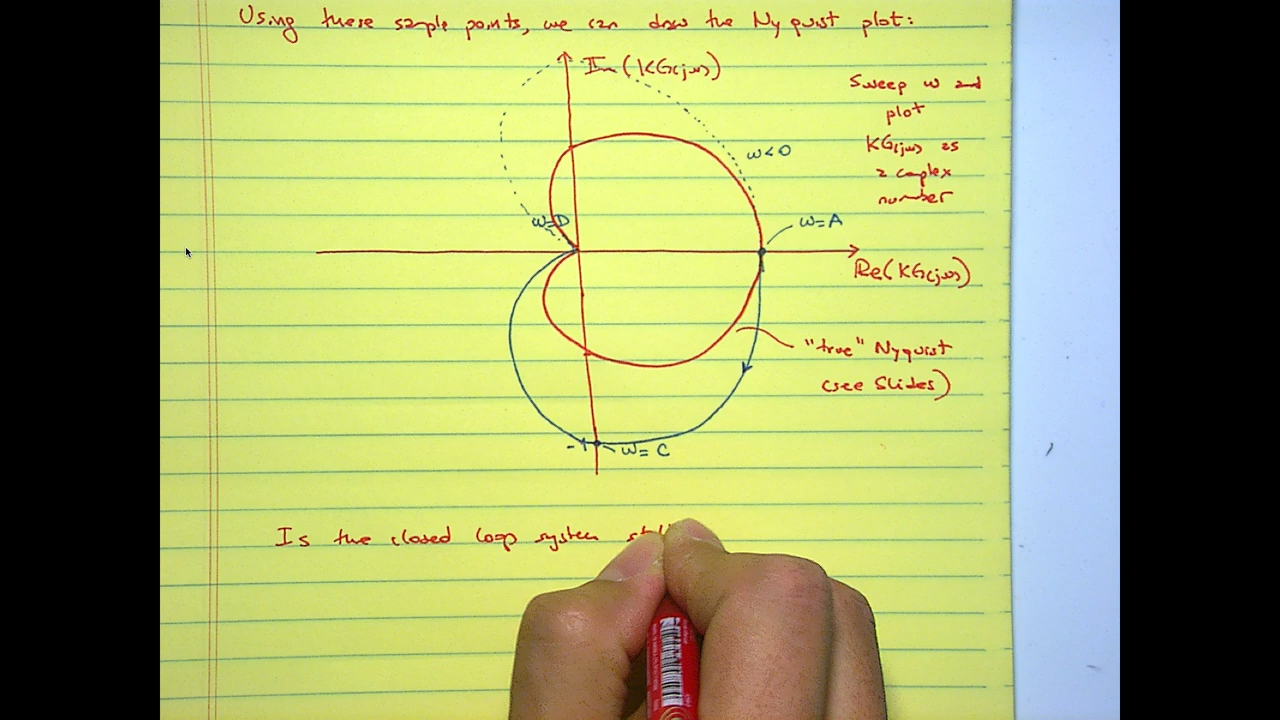 Using these sample points, we can draw the Nyquist plot:
Im(KG(jω))
Sweep ω and
plot
KG(jω) as
a complex
number
ω<0
ω=D
ω=A
Re(KG(jω))
"true" Nyquist
(see Slides)
-1
ω=C
Is the closed loop system